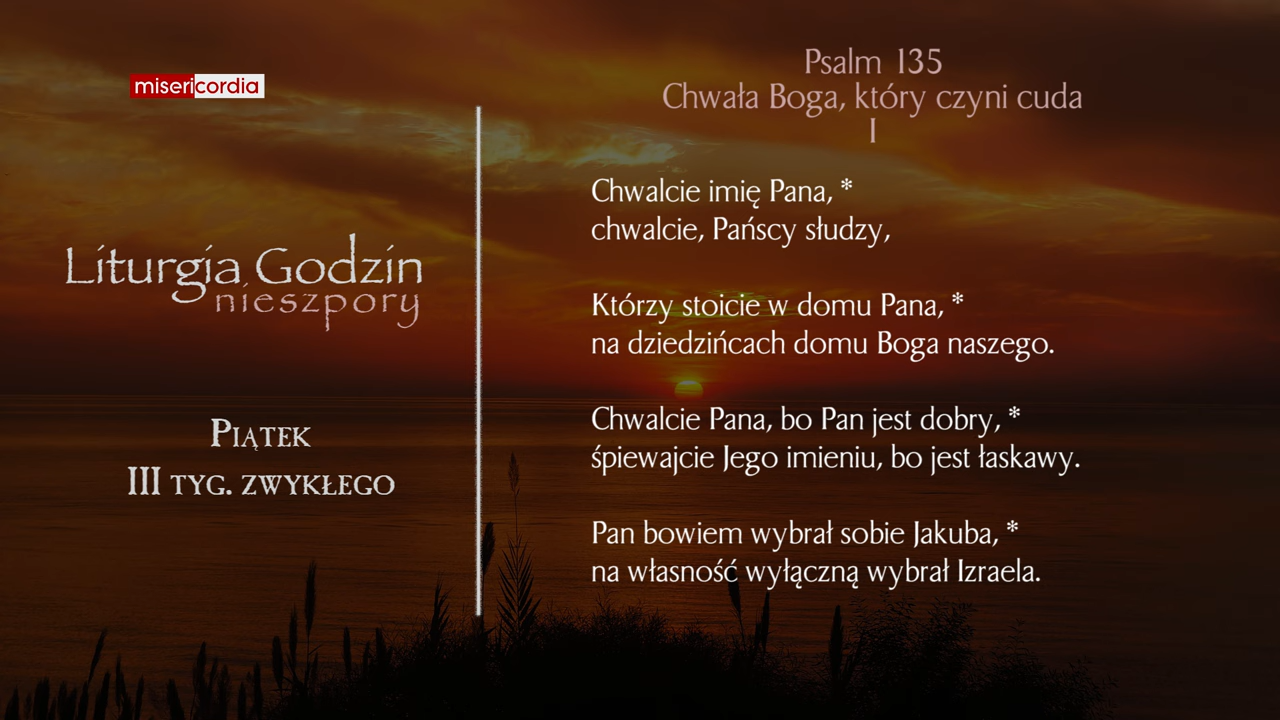 misericordia
Liturgia Godzin
nieszpory
Piątek
III tyg. zwykłego
Psalm 135
Chwała Boga, który czyni cuda
I
Chwalcie imię Pana, *
chwalcie, Pańscy słudzy,
Którzy stoicie w domu Pana, *
na dziedzińcach domu Boga naszego.
Chwalcie Pana, bo Pan jest dobry, *
śpiewajcie Jego imieniu, bo jest łaskawy.
Pan bowiem wybrał sobie Jakuba, *
na własność wyłączną wybrał Izraela.